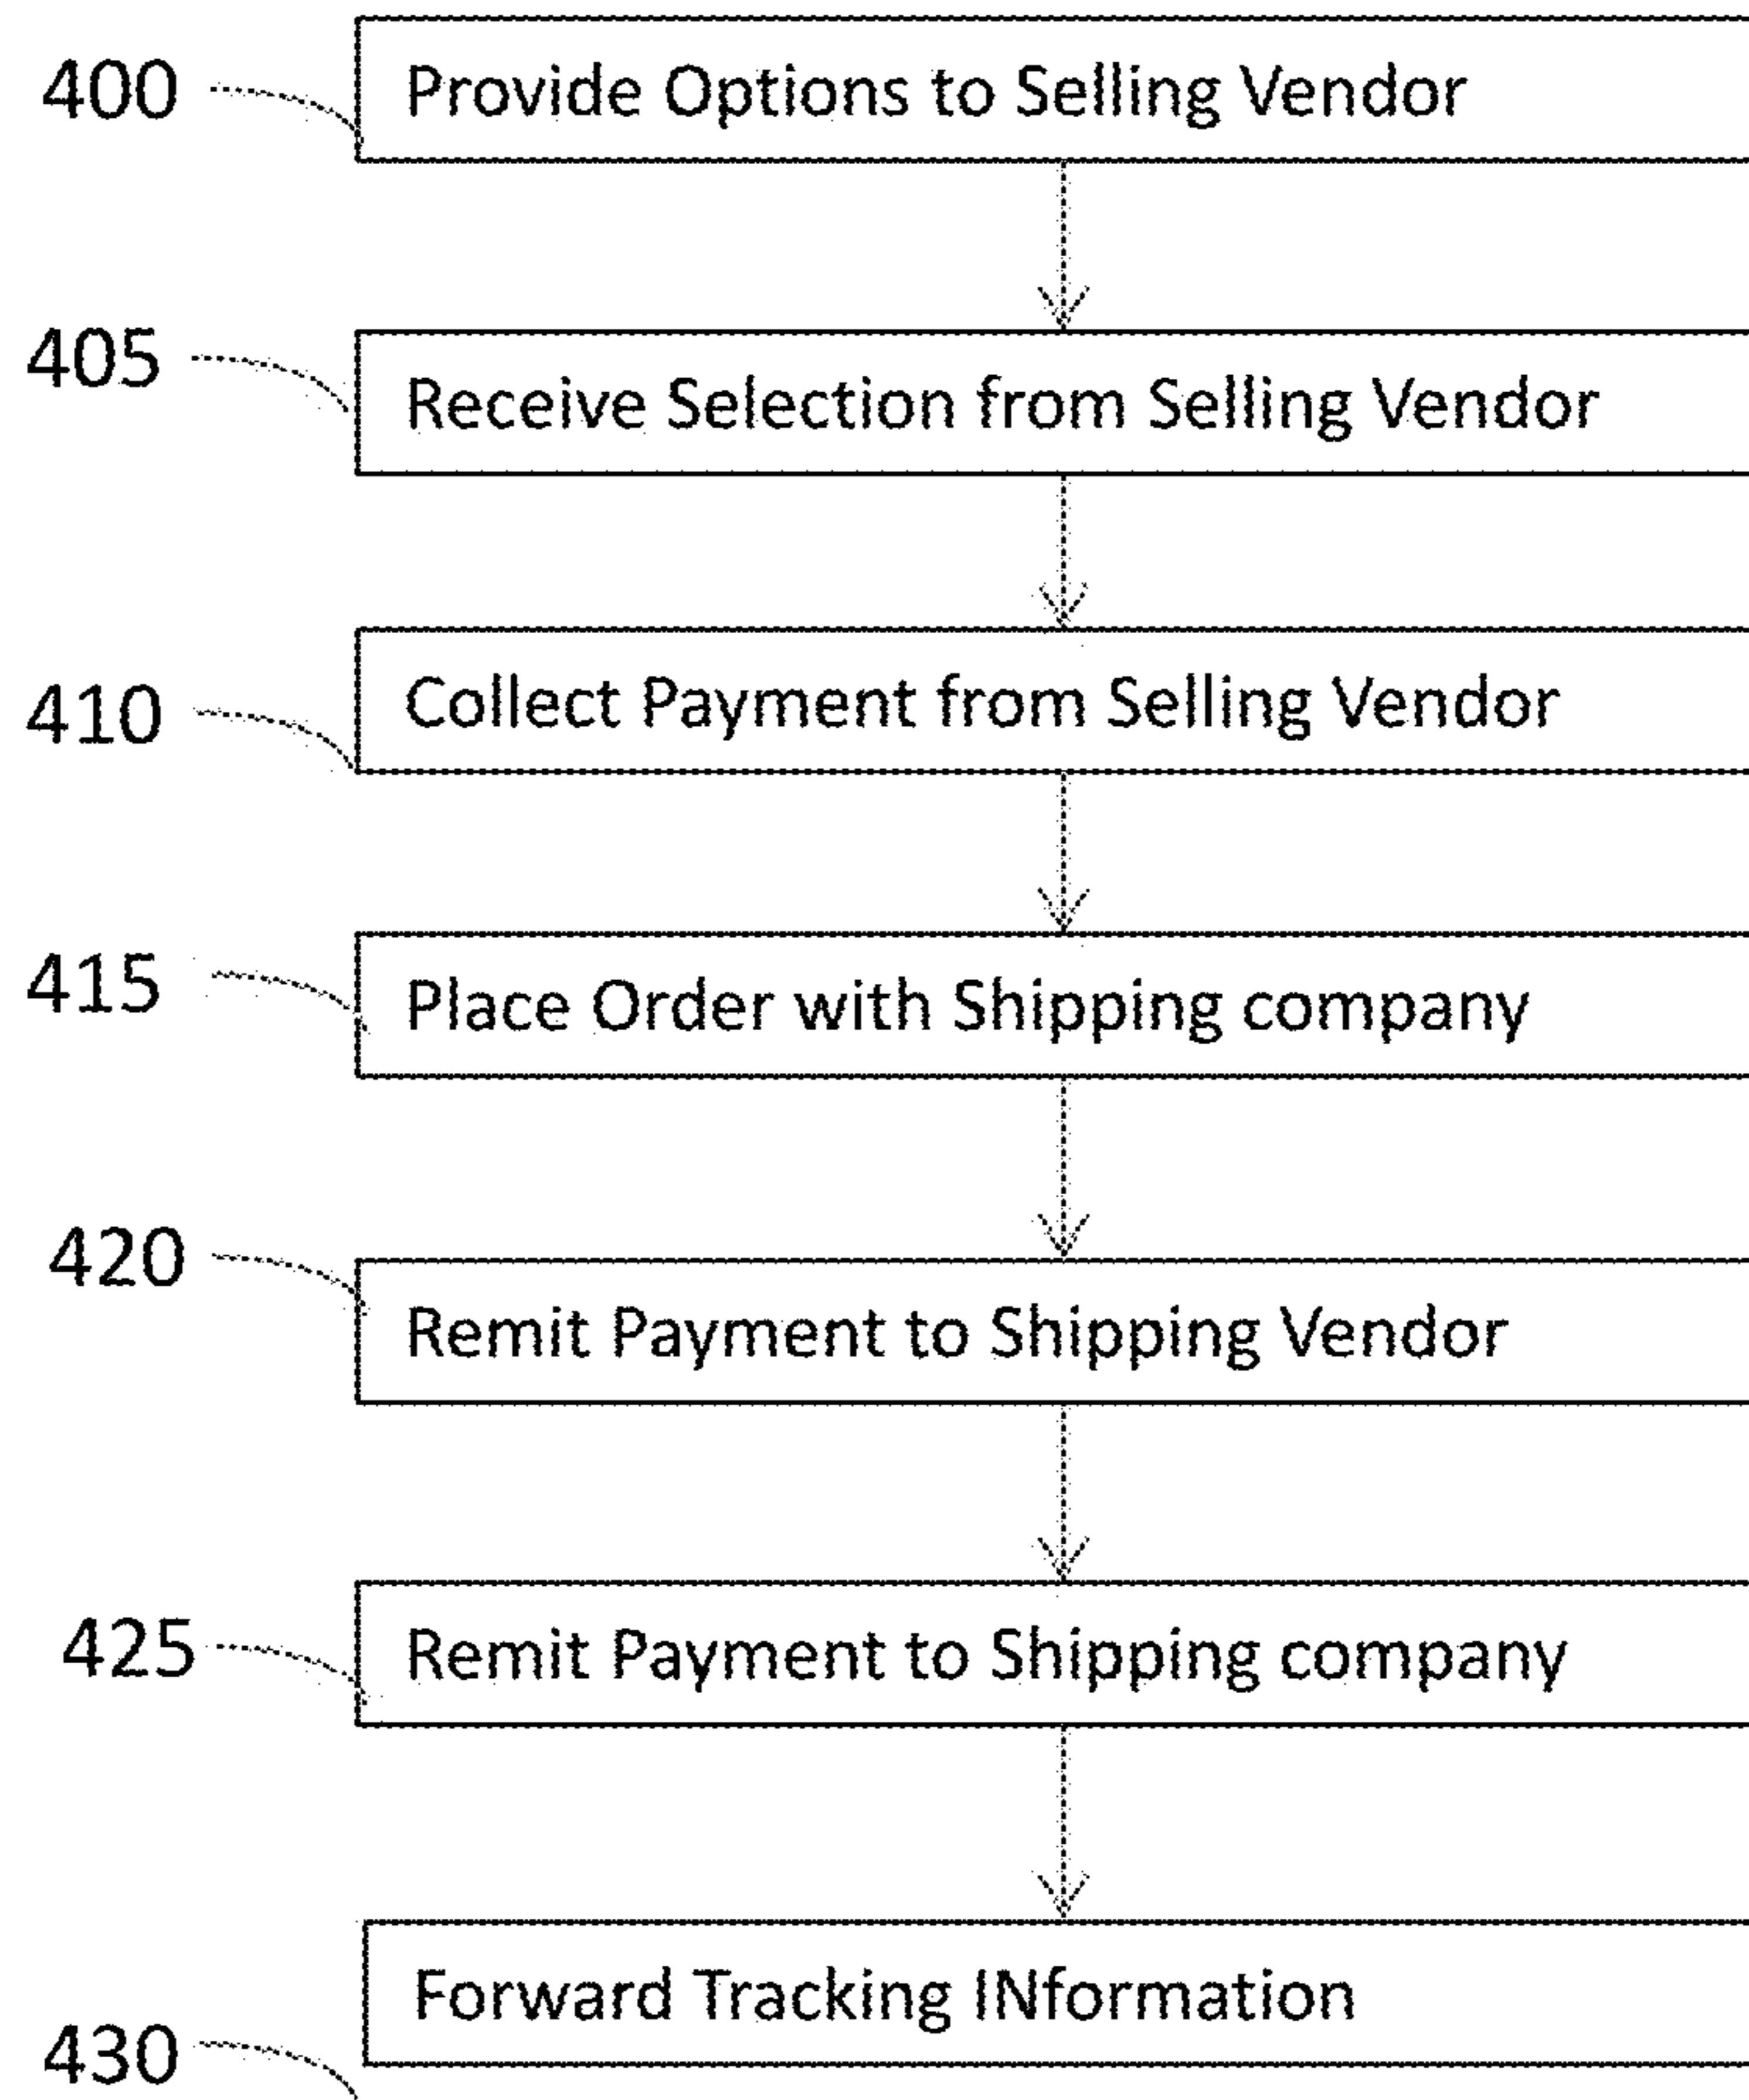 400 Provide Options to Selling Vendor
405 Receive Selection from Selling Vendor
410 Collect Payment from Selling Vendor
415 Place Order with Shipping company
420 Remit Payment to Shipping Vendor
425 Remit Payment to Shipping company
Forward Tracking INformation
430